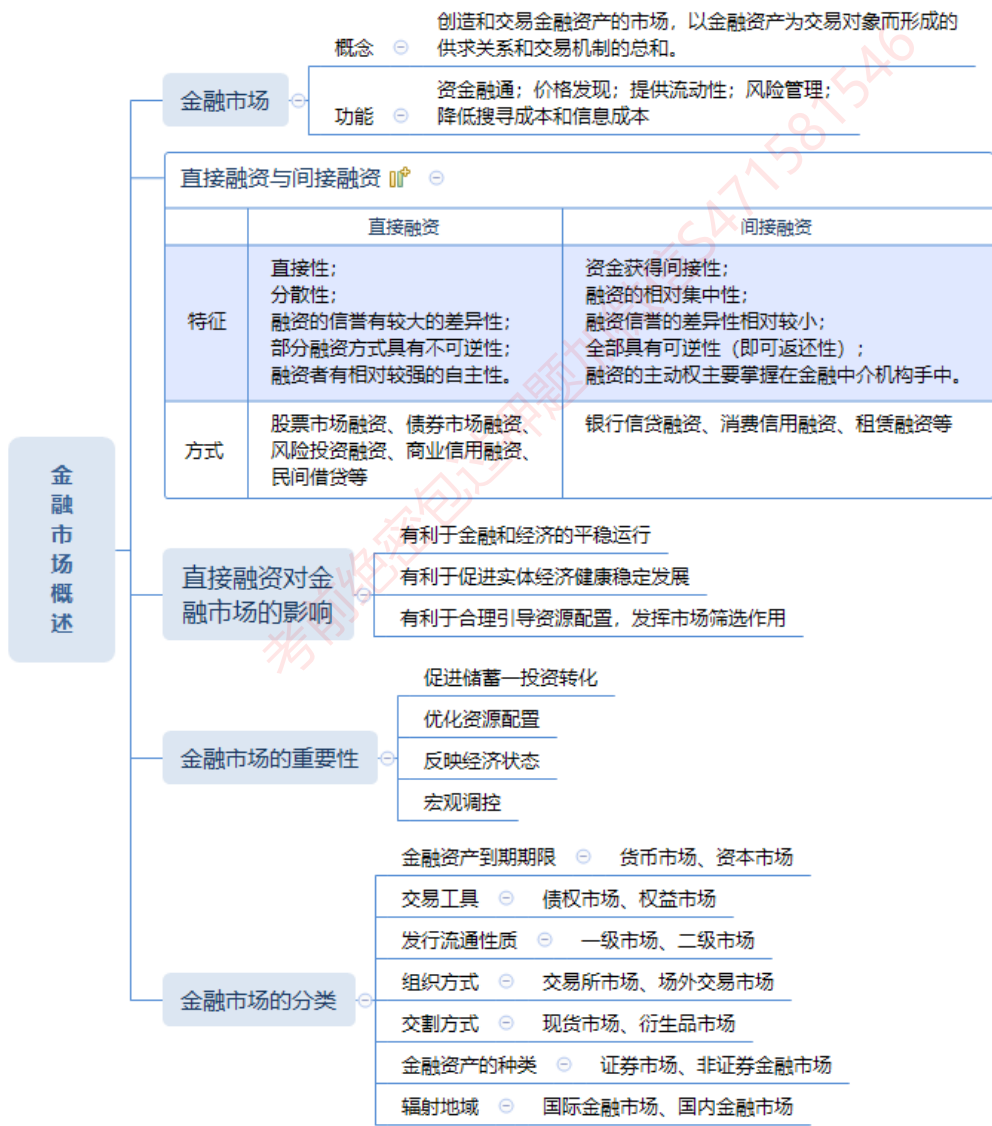 金融市场概述
金融市场
概念
创造和交易金融资产的市场，以金融资产为交易对象而形成的
供求关系和交易机制的总和。
功能
资金融通；价格发现；提供流动性；风险管理；
降低搜寻成本和信息成本
直接融资与间接融资
直接融资
间接融资
特征
直接性；
分散性；
融资的信誉有较大的差异性；
部分融资方式具有不可逆性；
融资者有相对较强的自主性。
资金获得间接性；
融资的相对集中性；
融资信誉的差异性相对较小；
全部具有可逆性（即可返还性）；
融资的主动权主要掌握在金融中介机构手中。
方式
股票市场融资、债券市场融资、
风险投资融资、商业信用融资、
民间借贷等
银行信贷融资、消费信用融资、租赁融资等
直接融资对金
融市场的影响
有利于金融和经济的平稳运行
有利于促进实体经济健康稳定发展
有利于合理引导资源配置，发挥市场筛选作用
金融市场的重要性
促进储蓄—投资转化
优化资源配置
反映经济状态
宏观调控
金融市场的分类
金融资产到期期限
货币市场、资本市场
交易工具
债权市场、权益市场
发行流通性质
一级市场、二级市场
组织方式
交易所市场、场外交易市场
交割方式
现货市场、衍生品市场
金融资产的种类
证券市场、非证券金融市场
辐射地域
国际金融市场、国内金融市场
考前绝密包过押题加微信S471581546